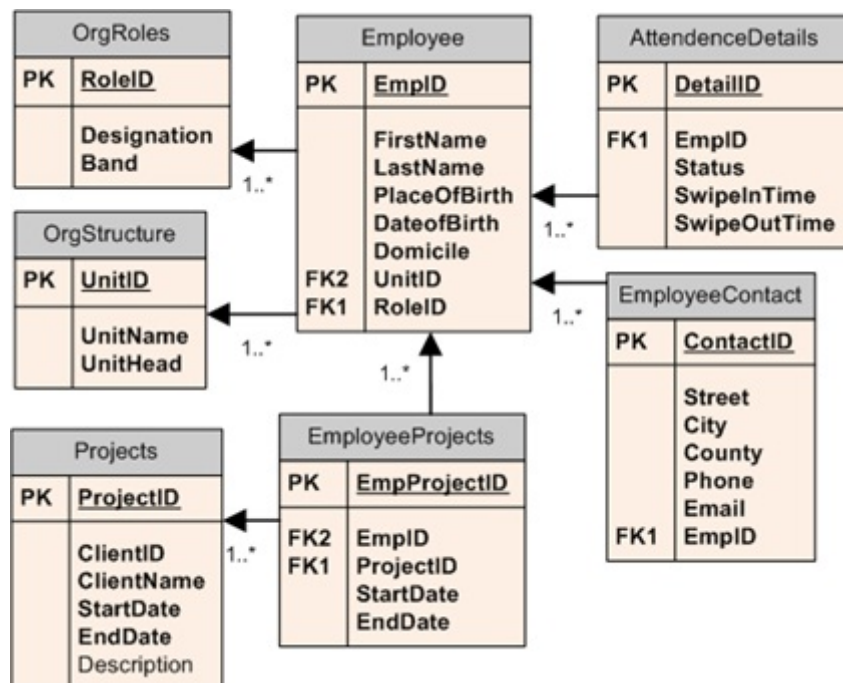 OrgRoles
PK RoleID
Designation
Band
1..*
OrgStructure
PK UnitID
UnitName
UnitHead
1..*
Employee
PK EmpID
FirstName
LastName
PlaceOfBirth
DateofBirth
Domicile
FK2 UnitID
FK1 RoleID
1..*
AttendenceDetails
PK DetailID
FK1 EmpID
Status
SwipeInTime
SwipeOutTime
1..*
EmployeeContact
PK ContactID
Street
City
County
Phone
Email
FK1 EmpID
1..*
Projects
PK ProjectID
ClientID
ClientName
StartDate
EndDate
Description
1..*
EmployeeProjects
PK EmpProjectID
FK2 EmpID
FK1 ProjectID
StartDate
EndDate